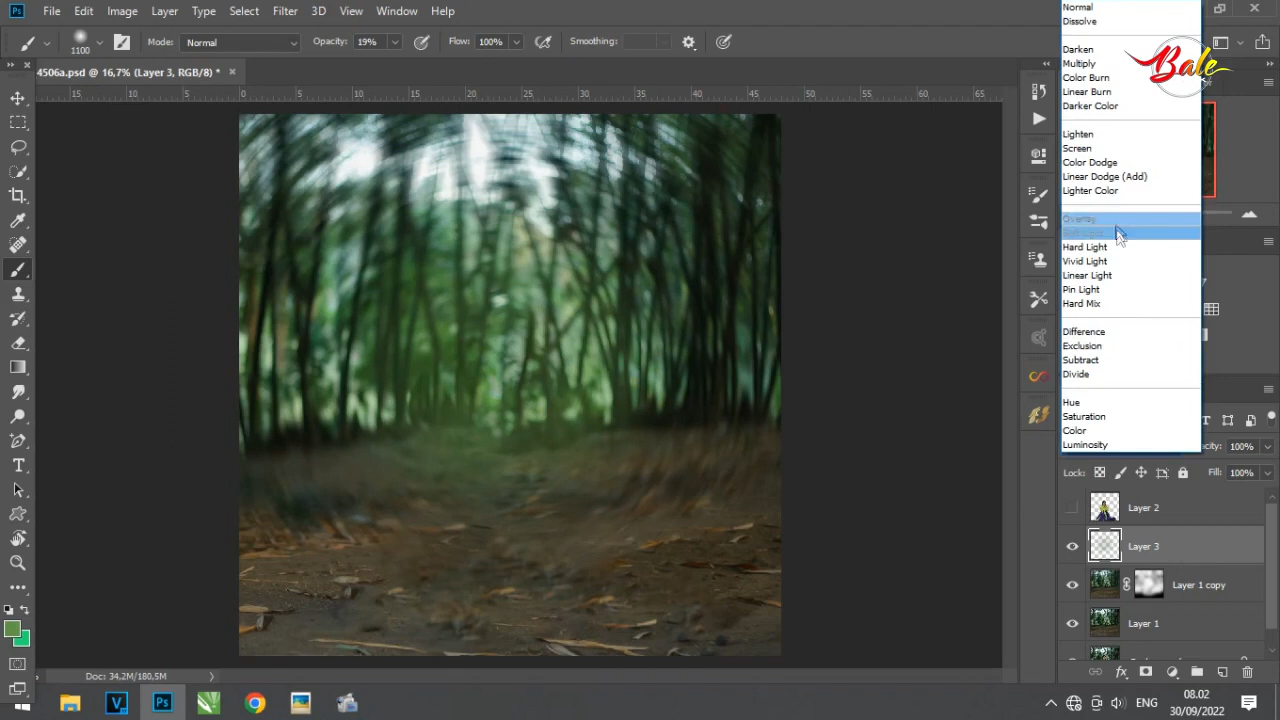 Ps File Edit Image Layer Type Select Filter 3D View Window Help
1100 Mode: Normal Opacity: 19% Flow: 100% Smoothing:
4506a.psd @ 16,7% (Layer 3, RGB/8) *
15 10 5 0 5 10 15 20 25 30 35 40 45 50 55 60 65
Normal
Dissolve
Darken
Multiply
Color Burn
Linear Burn
Darker Color
Bale
Lighten
Screen
Color Dodge
Linear Dodge (Add)
Lighter Color
Overlay
Hard Light
Vivid Light
Linear Light
Pin Light
Hard Mix
Difference
Exclusion
Subtract
Divide
Hue
Saturation
Color
Luminosity
100%
Lock: Fill: 100%
Layer 2
Layer 3
Layer 1 copy
Layer 1
Doc: 34,2M/180,5M
ENG
08.02
30/09/2022